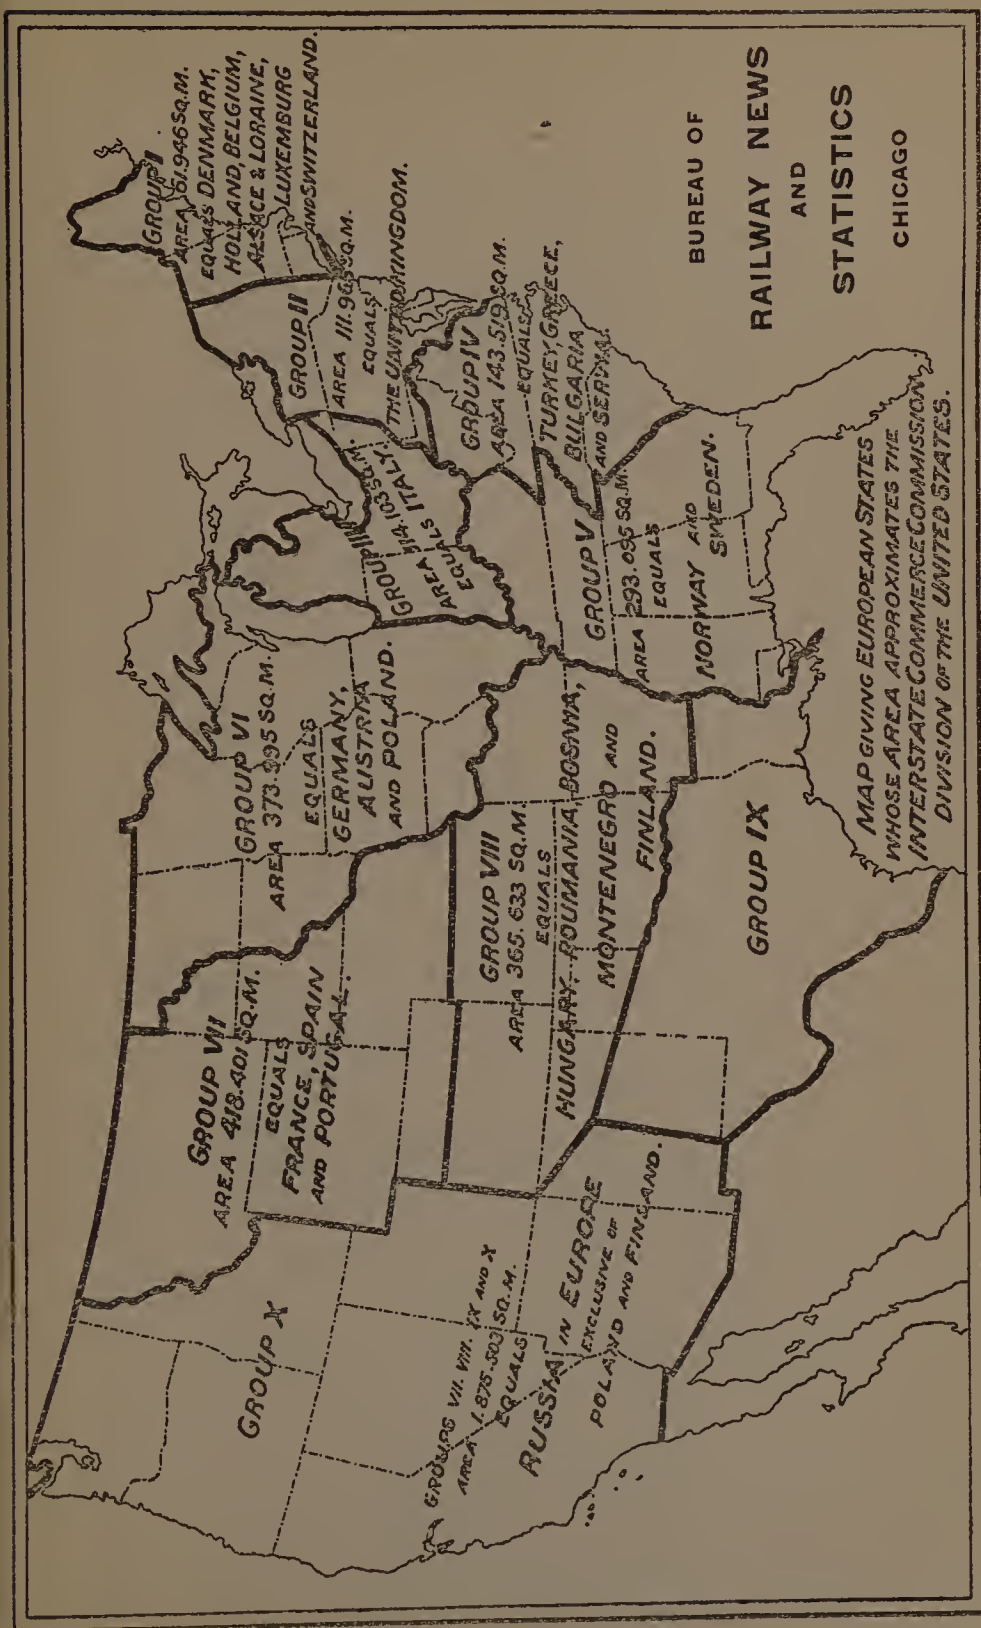 GROUP I
AREA 61.946 SQ.M.
EQUALS DENMARK,
HOLLAND, BELGIUM,
ALSACE & LORAINE,
LUXEMBURG
AND SWITZERLAND.
GROUP II
AREA 111.965 SQ.M.
EQUALS
THE UNITED KINGDOM.
GROUP III
AREA 114.103 SQ.M.
EQUALS ITALY.
GROUP IV
AREA 143.519 SQ.M
EQUALS
TURKEY, GREECE,
BULGARIA
AND SERVIA.
GROUP V
AREA 293.095 SQ.M.
EQUALS
NORWAY AND
SWEDEN.
GROUP VI
AREA 373.995 SQ.M.
EQUALS
GERMANY,
AUSTRIA
AND POLAND.
GROUP VII
AREA 418.401 SQ.M.
EQUALS
FRANCE, SPAIN
AND PORTUGAL.
GROUP VIII
AREA 365.633 SQ.M.
EQUALS
HUNGARY, ROUMANIA, BOSNIA,
MONTENEGRO AND
FINLAND.
GROUP IX
GROUP X
GROUPS VII. VIII. IX AND X
AREA 1.875.503 SQ.M.
EQUALS
RUSSIA IN EUROPE
EXCLUSIVE OF
POLAND AND FINLAND.
MAP GIVING EUROPEAN STATES
WHOSE AREA APPROXIMATES THE
INTERSTATE COMMERCE COMMISSION
DIVISION OF THE UNITED STATES.
BUREAU OF
RAILWAY NEWS
AND
STATISTICS
CHICAGO